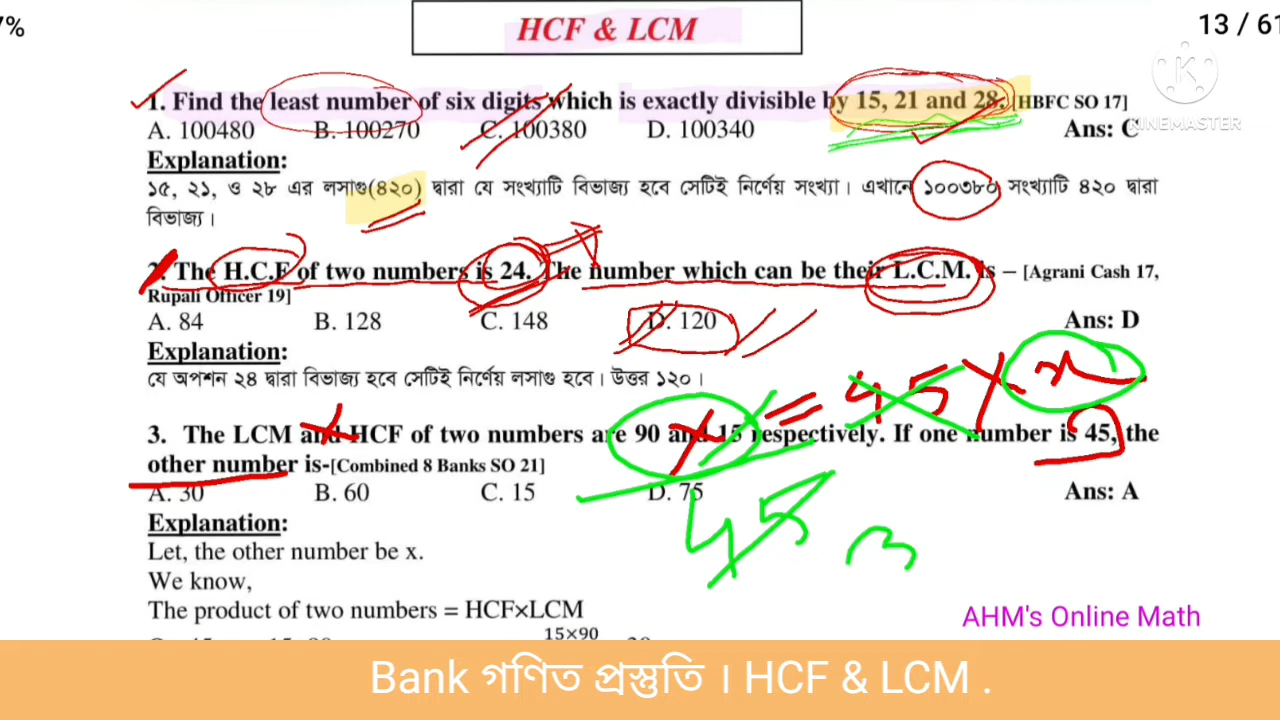 7%
13 / 61
HCF & LCM
KINEMASTER
1. Find the least number of six digits which is exactly divisible by 15, 21 and 28. [HBFC SO 17]
A. 100480 B. 100270 C. 100380 D. 100340 Ans: C
Explanation:
১৫, ২১, ও ২৮ এর লসাগু(৪২০) দ্বারা যে সংখ্যাটি বিভাজ্য হবে সেটিই নির্ণেয় সংখ্যা। এখানে ১০০৩৮০ সংখ্যাটি ৪২০ দ্বারা
বিভাজ্য।
2. The H.C.F of two numbers is 24. The number which can be their L.C.M. is – [Agrani Cash 17,
Rupali Officer 19]
A. 84 B. 128 C. 148 D. 120 Ans: D
Explanation:
যে অপশন ২৪ দ্বারা বিভাজ্য হবে সেটিই নির্ণেয় লসাগু হবে। উত্তর ১২০।
= 45 × x
3. The LCM and HCF of two numbers are 90 and 15 respectively. If one number is 45, the
other number is-[Combined 8 Banks SO 21]
A. 30 B. 60 C. 15 D. 75 Ans: A
45
Explanation:
Let, the other number be x.
We know,
The product of two numbers = HCF×LCM
15×90
AHM's Online Math
Bank গণিত প্রস্তুতি । HCF & LCM .